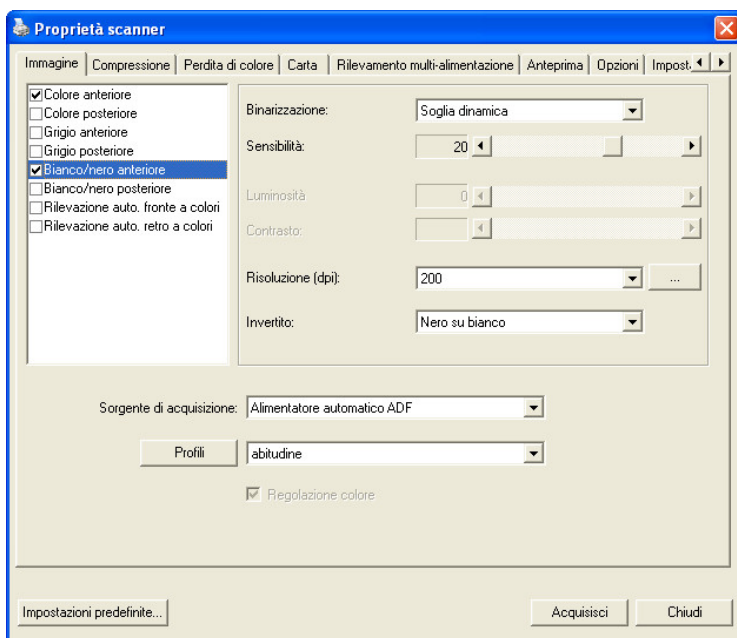 Proprietà scanner
Immagine Compressione Perdita di colore Carta Rilevamento multi-alimentazione Anteprima Opzioni Impost
Colore anteriore
Colore posteriore
Grigio anteriore
Grigio posteriore
Bianco/nero anteriore
Bianco/nero posteriore
Rilevazione auto. fronte a colori
Rilevazione auto. retro a colori
Binarizzazione: Soglia dinamica
Sensibilità: 20
Luminosità 0
Contrasto:
Risoluzione (dpi): 200 ...
Invertito: Nero su bianco
Sorgente di acquisizione: Alimentatore automatico ADF
Profili abitudine
Regolazione colore
Impostazioni predefinite... Acquisisci Chiudi